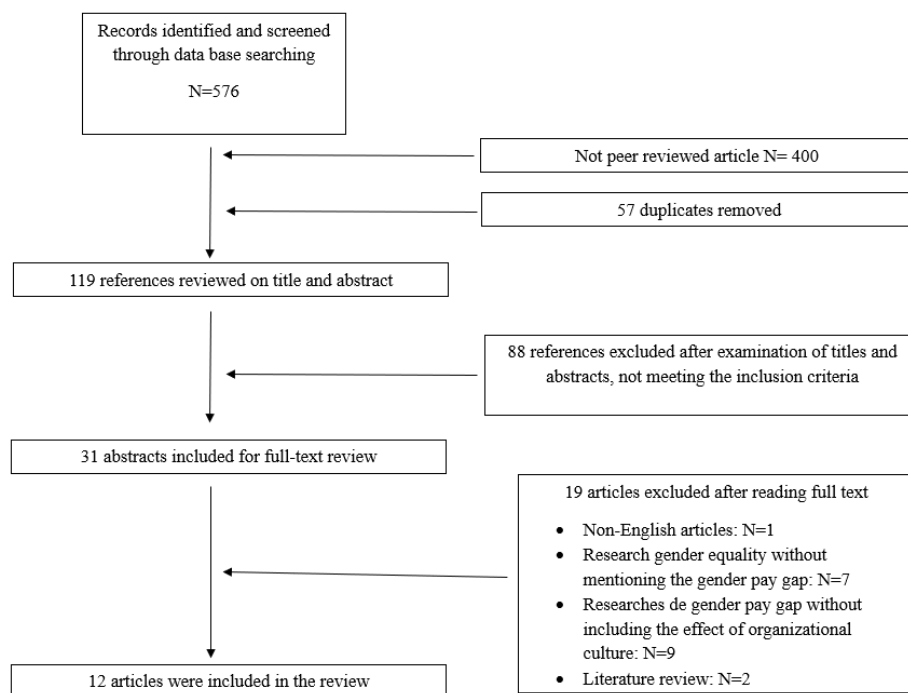 Records identified and screened
through data base searching
N=576
Not peer reviewed article N= 400
57 duplicates removed
119 references reviewed on title and abstract
88 references excluded after examination of titles and
abstracts, not meeting the inclusion criteria
31 abstracts included for full-text review
19 articles excluded after reading full text
• Non-English articles: N=1
• Research gender equality without
mentioning the gender pay gap: N=7
• Researches de gender pay gap without
including the effect of organizational
culture: N=9
• Literature review: N=2
12 articles were included in the review